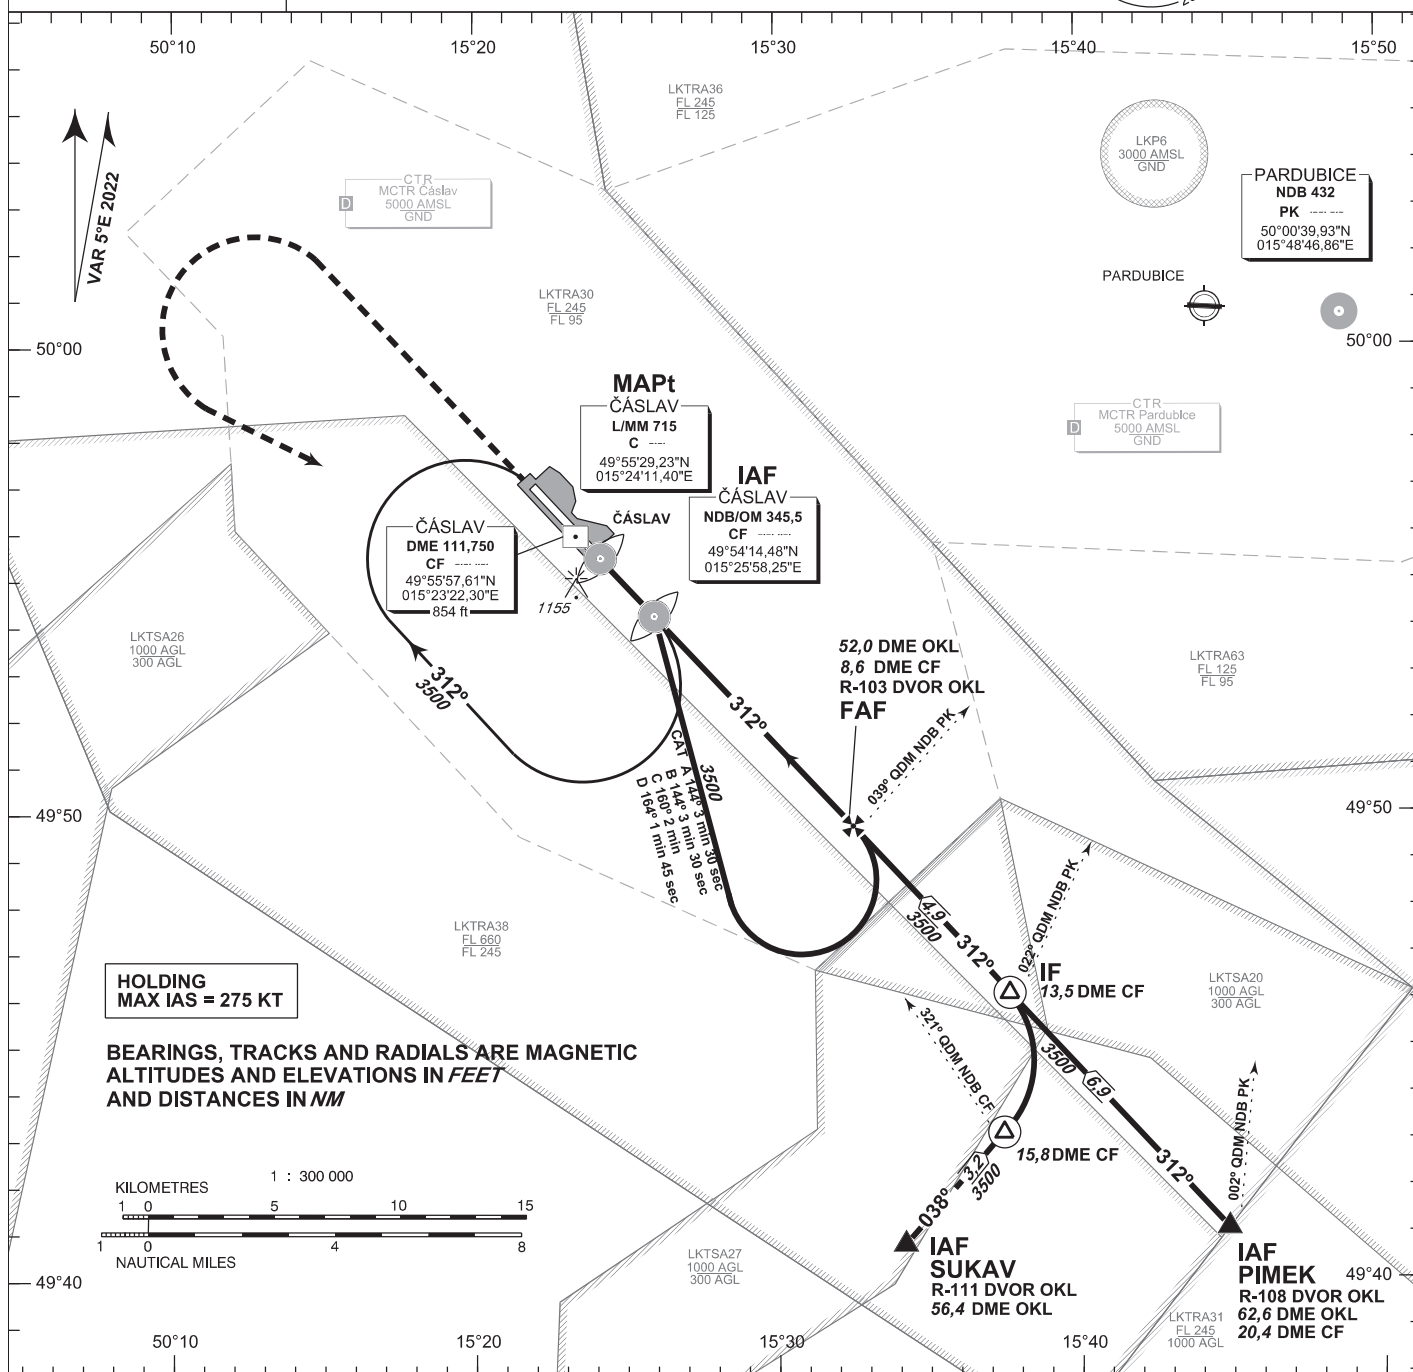 50°10
15°20
15°30
15°40
15°50
VAR 5°E 2022
LKTRA36
FL 245
FL 125
LKP6
3000 AMSL
GND
CTR
MCTR Čáslav
D
5000 AMSL
GND
PARDUBICE
NDB 432
PK
50°00'39,93"N
015°48'46,86"E
PARDUBICE
LKTRA30
FL 245
FL 95
50°00
50°00
MAPt
ČÁSLAV
L/MM 715
C
49°55'29,23"N
015°24'11,40"E
CTR
MCTR Pardubice
D
5000 AMSL
GND
IAF
ČÁSLAV
NDB/OM 345,5
CF
49°54'14,48"N
015°25'58,25"E
ČÁSLAV
ČÁSLAV
DME 111,750
CF
49°55'57,61"N
015°23'22,30"E
854 ft
1155
LKTSA26
1000 AGL
300 AGL
52,0 DME OKL
8,6 DME CF
R-103 DVOR OKL
FAF
LKTRA63
FL 125
FL 95
312°
3500
312°
039° QDM NDB PK
3500
CAT A 144° 3 min 30 sec
B 144° 3 min 30 sec
C 160° 2 min
D 164° 1 min 45 sec
49°50
49°50
022° QDM NDB PK
4,9
3500
312°
LKTRA38
FL 660
FL 245
IF
13,5 DME CF
LKTSA20
1000 AGL
300 AGL
HOLDING
MAX IAS = 275 KT
321° QDM NDB CF
3500
6,9
BEARINGS, TRACKS AND RADIALS ARE MAGNETIC
ALTITUDES AND ELEVATIONS IN FEET
AND DISTANCES IN NM
002° QDM NDB PK
15,8 DME CF
312°
3,2
3500
038°
1 : 300 000
KILOMETRES
1 0 5 10 15
1 0 4 8
NAUTICAL MILES
LKTSA27
1000 AGL
300 AGL
IAF
SUKAV
R-111 DVOR OKL
56,4 DME OKL
IAF
PIMEK
R-108 DVOR OKL
62,6 DME OKL
20,4 DME CF
49°40
49°40
LKTRA31
FL 245
1000 AGL
50°10
15°20
15°30
15°40